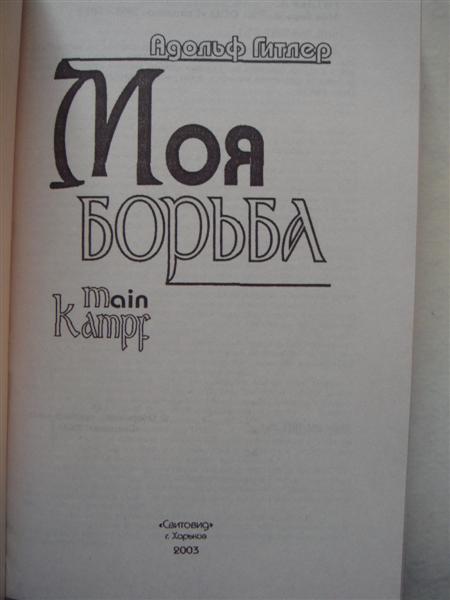 Адольф Гитлер
Моя
БОРЬБА
main
Kampf
«Свитовид»
г. Харьков
2003